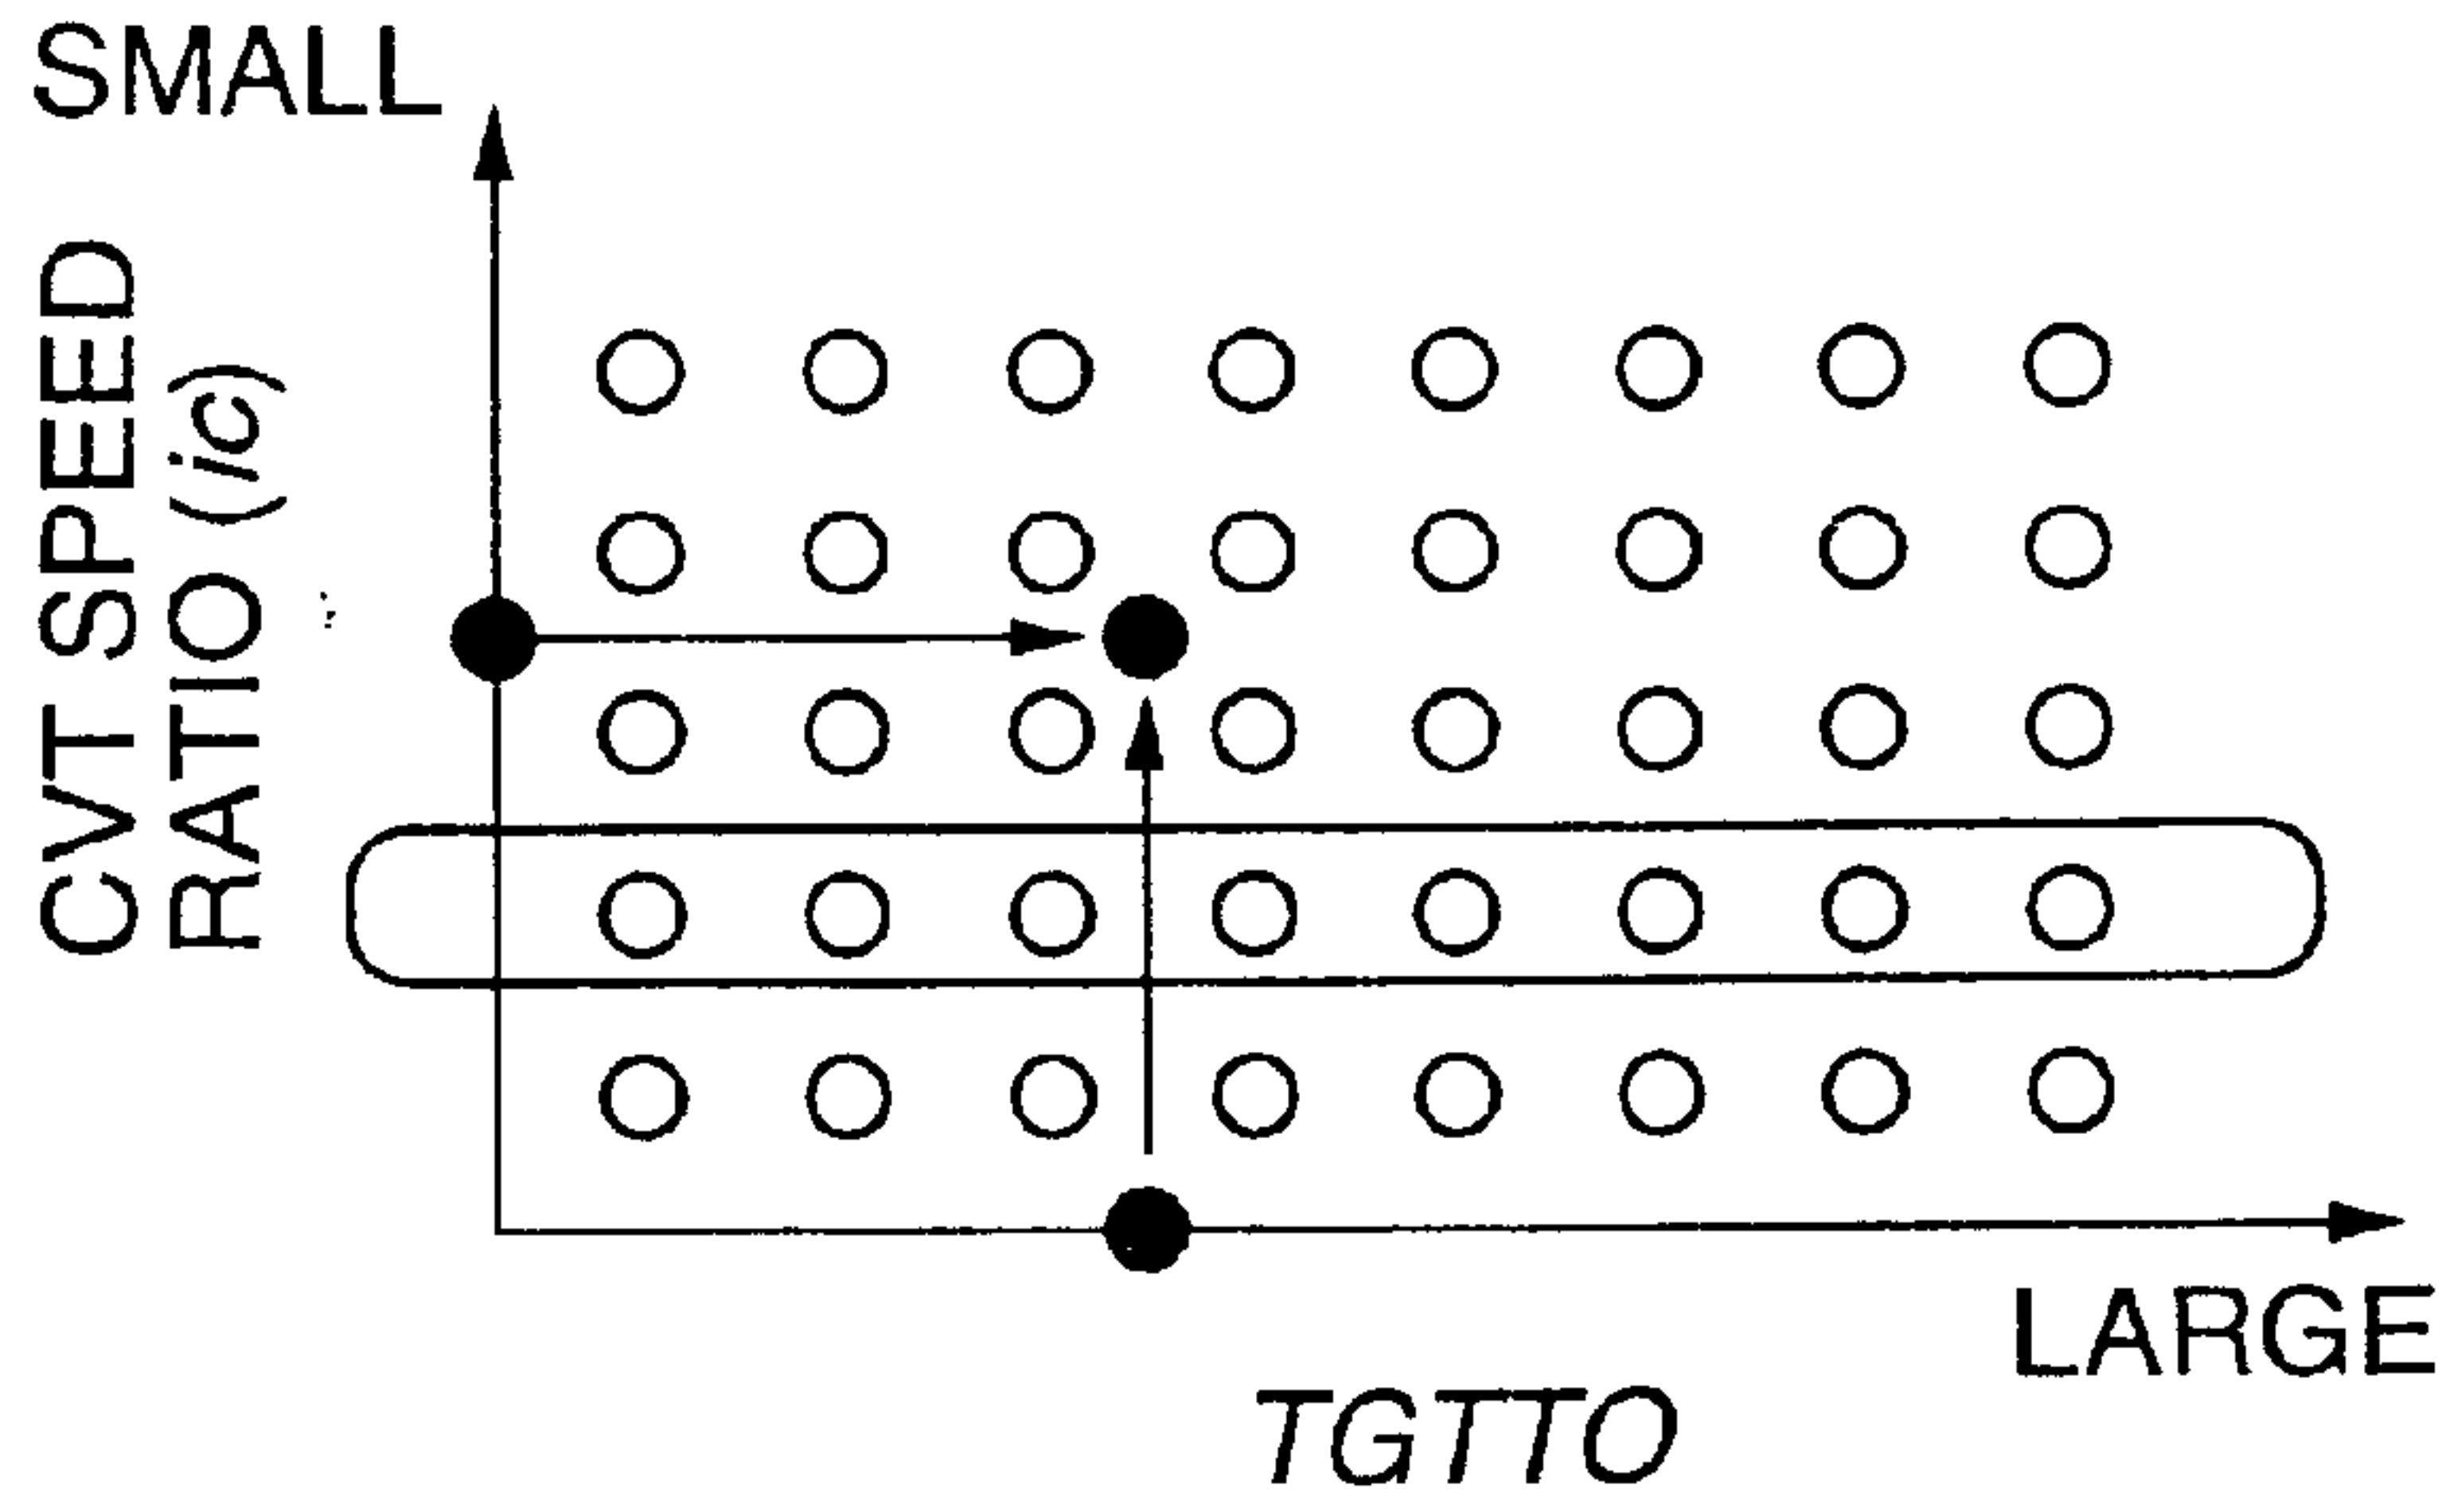 SMALL
CVT SPEED
RATIO (ic)
LARGE
TGTTO